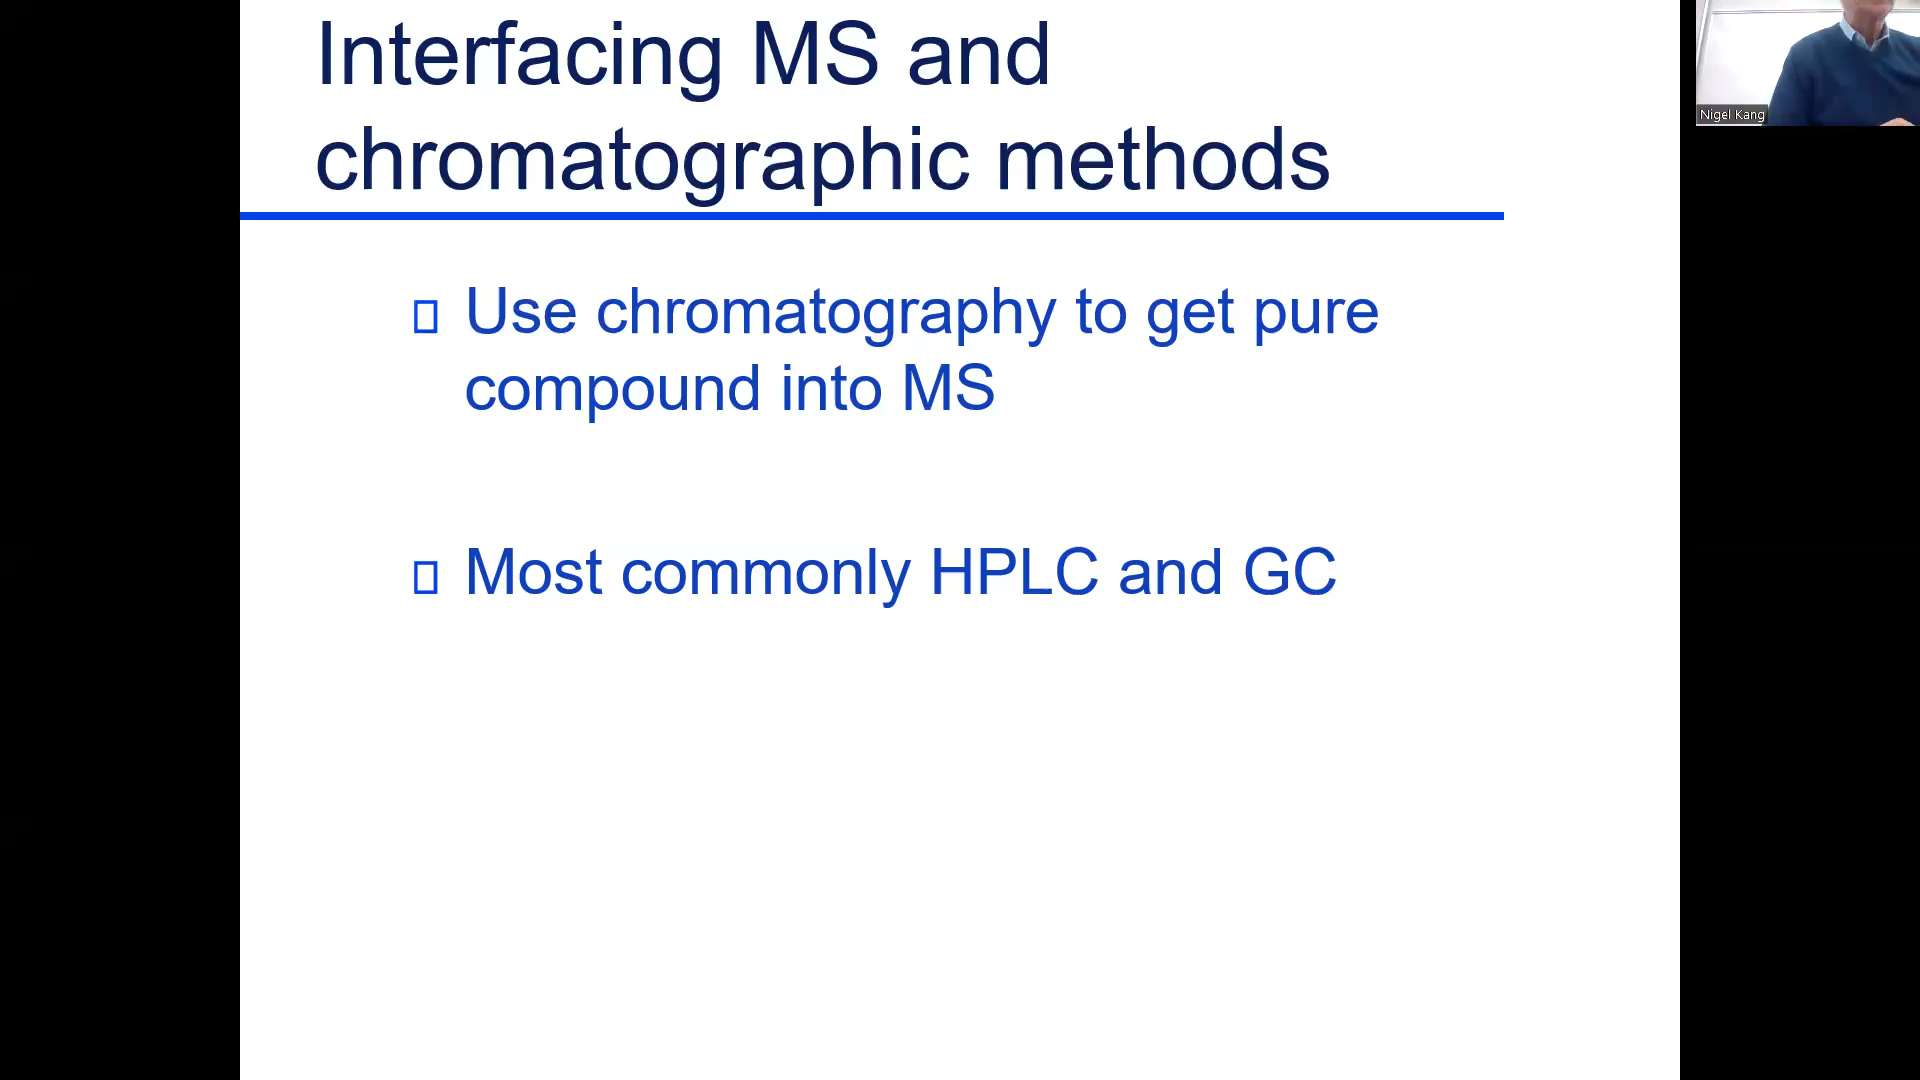 Interfacing MS and
chromatographic methods
Use chromatography to get pure
compound into MS
Most commonly HPLC and GC
Nigel Kang